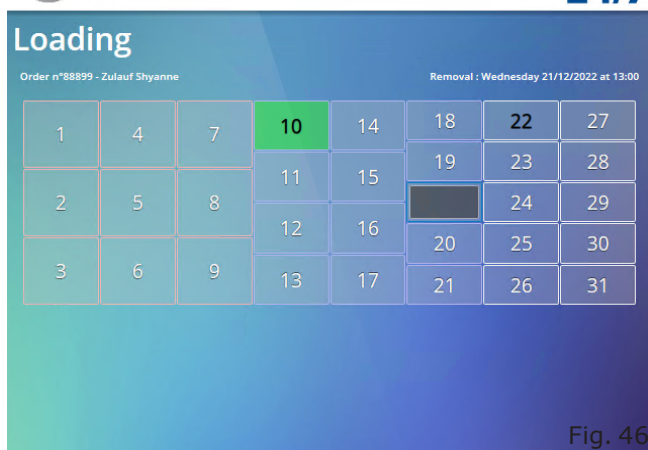 24/7
Loading
Order n°88899 - Zulauf Shyanne
Removal : Wednesday 21/12/2022 at 13:00
1 4 7 10 14 18 22 27
11 15 19 23 28
2 5 8 24 29
12 16 20 25 30
3 6 9 13 17 21 26 31
Fig. 46